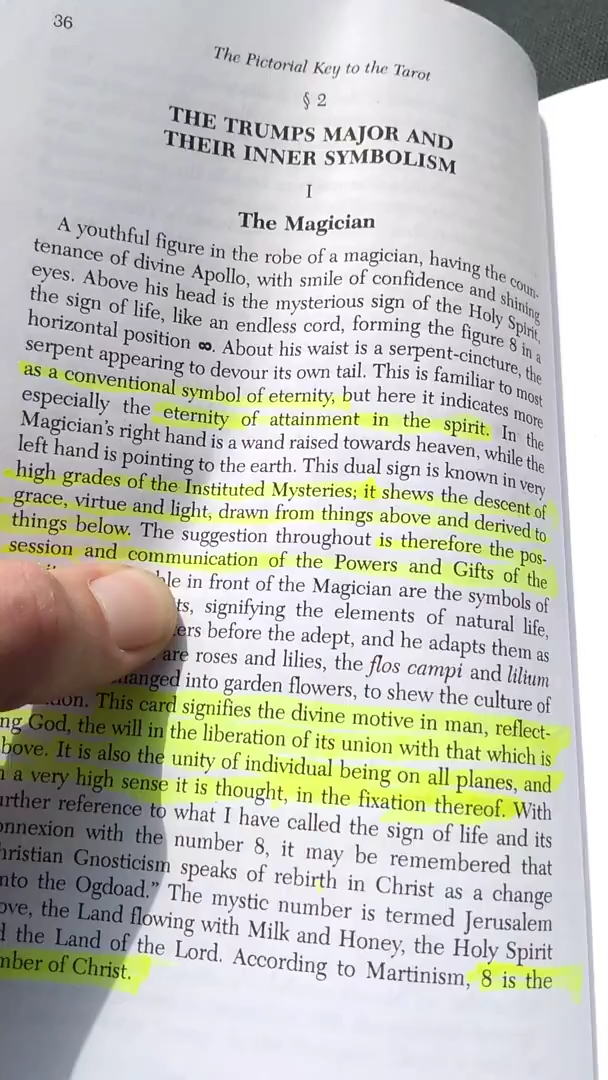 36
The Pictorial Key to the Tarot
§ 2
THE TRUMPS MAJOR AND
THEIR INNER SYMBOLISM
I
The Magician
A youthful figure in the robe of a magician, having the coun-
tenance of divine Apollo, with smile of confidence and shining
eyes. Above his head is the mysterious sign of the Holy Spirit,
the sign of life, like an endless cord, forming the figure 8 in a
horizontal position ∞. About his waist is a serpent-cincture, the
serpent appearing to devour its own tail. This is familiar to most
as a conventional symbol of eternity, but here it indicates more
especially the eternity of attainment in the spirit. In the
Magician's right hand is a wand raised towards heaven, while the
left hand is pointing to the earth. This dual sign is known in very
high grades of the Instituted Mysteries; it shews the descent of
grace, virtue and light, drawn from things above and derived to
things below. The suggestion throughout is therefore the pos-
session and communication of the Powers and Gifts of the
in front of the Magician are the symbols of
signifying the elements of natural life,
before the adept, and he adapts them as
are roses and lilies, the flos campi and lilium
into garden flowers, to shew the culture of
This card signifies the divine motive in man, reflect-
God, the will in the liberation of its union with that which is
It is also the unity of individual being on all planes, and
a very high sense it is thought, in the fixation thereof. With
reference to what I have called the sign of life and its
with the number 8, it may be remembered that
Gnosticism speaks of rebirth in Christ as a change
the Ogdoad." The mystic number is termed Jerusalem
the Land flowing with Milk and Honey, the Holy Spirit
the Land of the Lord. According to Martinism, 8 is the
of Christ.